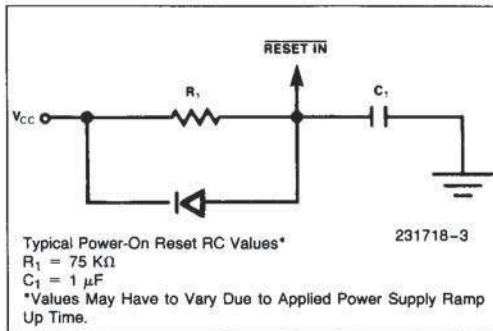 RESET IN
R₁
C₁
VCC
231718-3
Typical Power-On Reset RC Values*
R₁ = 75 KΩ
C₁ = 1 μF
*Values May Have to Vary Due to Applied Power Supply Ramp
Up Time.